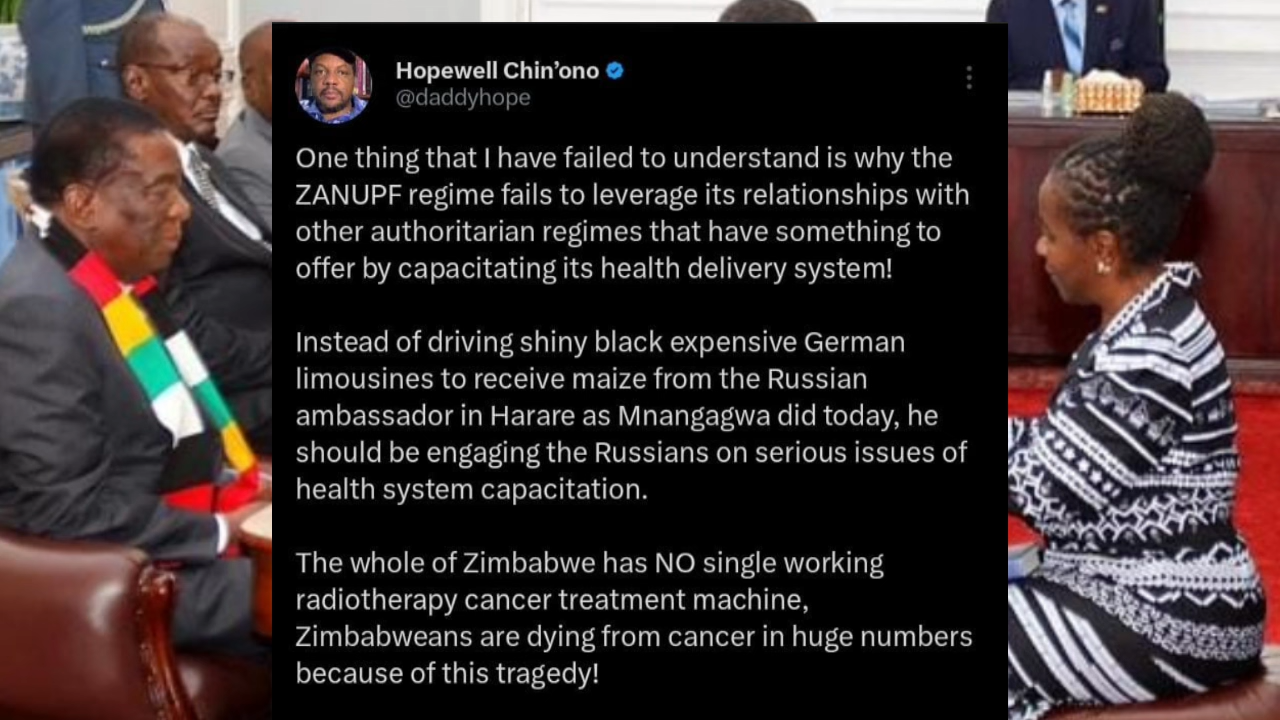 Hopewell Chin’ono
@daddyhope
One thing that I have failed to understand is why the
ZANUPF regime fails to leverage its relationships with
other authoritarian regimes that have something to
offer by capacitating its health delivery system!
Instead of driving shiny black expensive German
limousines to receive maize from the Russian
ambassador in Harare as Mnangagwa did today, he
should be engaging the Russians on serious issues of
health system capacitation.
The whole of Zimbabwe has NO single working
radiotherapy cancer treatment machine,
Zimbabweans are dying from cancer in huge numbers
because of this tragedy!